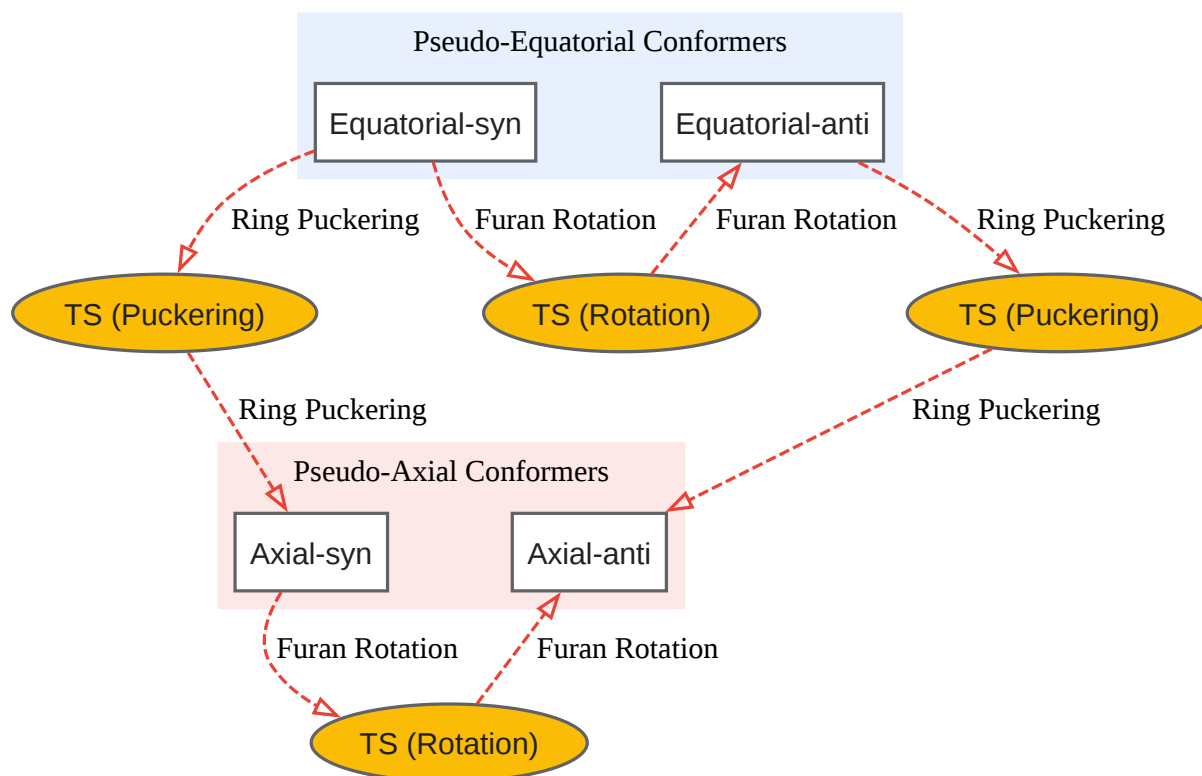 Pseudo-Equatorial Conformers
Equatorial-syn
Equatorial-anti
Ring Puckering
Furan Rotation
Furan Rotation
Ring Puckering
TS (Puckering)
TS (Rotation)
TS (Puckering)
Ring Puckering
Ring Puckering
Pseudo-Axial Conformers
Axial-syn
Axial-anti
Furan Rotation
Furan Rotation
TS (Rotation)